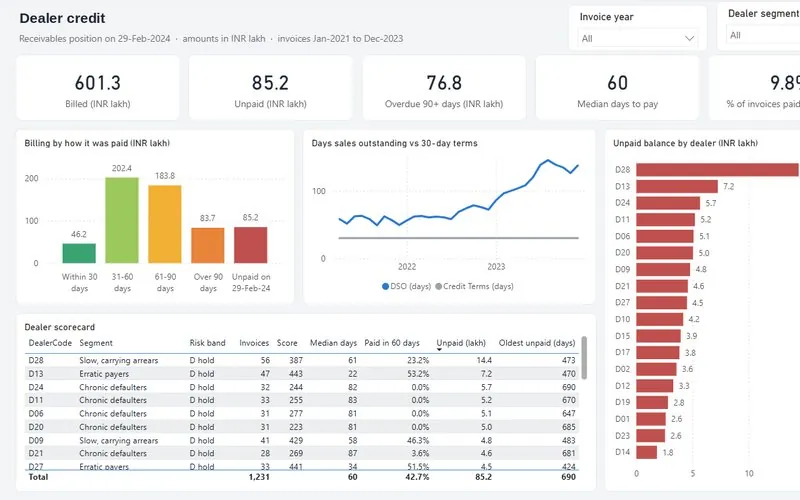 Dealer credit
Receivables position on 29-Feb-2024 · amounts in INR lakh · invoices Jan-2021 to Dec-2023
Invoice year
All
Dealer segment
All
601.3
Billed (INR lakh)
85.2
Unpaid (INR lakh)
76.8
Overdue 90+ days (INR lakh)
60
Median days to pay
9.8%
% of invoices paid
Billing by how it was paid (INR lakh)
200
100
0
46.2
202.4
183.8
83.7
85.2
Within 30 days
31-60 days
61-90 days
Over 90 days
Unpaid on 29-Feb-24
Days sales outstanding vs 30-day terms
100
0
2022
2023
DSO (days)
Credit Terms (days)
Unpaid balance by dealer (INR lakh)
D28
D13 7.2
D24 5.7
D11 5.2
D06 5.1
D20 5.0
D09 4.8
D21 4.6
D27 4.5
D10 4.2
D15 3.9
D17 3.8
D02 3.6
D12 3.3
D19 2.8
D01 2.6
D23 2.6
D14 1.8
0 5 10
Dealer scorecard
DealerCode Segment Risk band Invoices Score Median days Paid in 60 days Unpaid (lakh) Oldest unpaid (days)
D28 Slow, carrying arrears D hold 56 387 61 23.2% 14.4 473
D13 Erratic payers D hold 47 443 22 53.2% 7.2 470
D24 Chronic defaulters D hold 32 244 82 0.0% 5.7 690
D11 Chronic defaulters D hold 33 255 83 0.0% 5.2 670
D06 Chronic defaulters D hold 31 277 81 0.0% 5.1 647
D20 Chronic defaulters D hold 31 223 81 0.0% 5.0 685
D09 Slow, carrying arrears D hold 41 429 58 46.3% 4.8 483
D21 Chronic defaulters D hold 28 269 87 3.6% 4.6 681
D27 Erratic payers D hold 33 441 34 51.5% 4.5 424
Total 1,231 60 42.7% 85.2 690